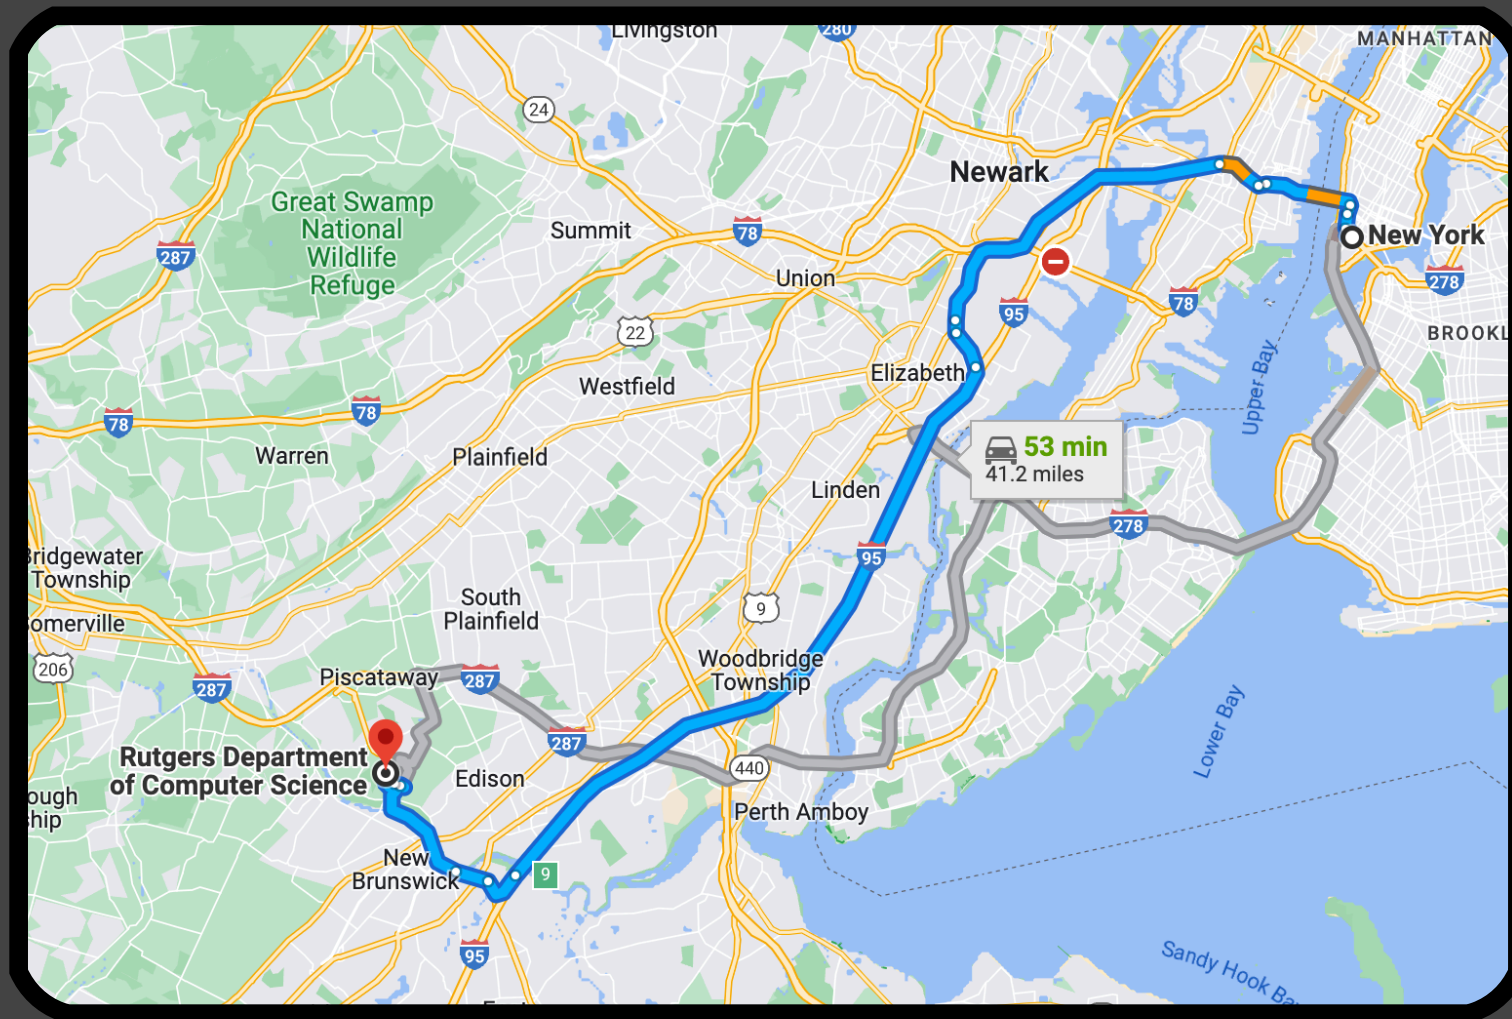 Livingston
280
MANHATTAN
24
Newark
Great Swamp
National
Wildlife
Refuge
Summit
78
287
New York
278
Union
78
95
22
BROOKL
Upper Bay
Elizabeth
Westfield
78
78
53 min
41.2 miles
Warren
Plainfield
Linden
278
95
Bridgewater
Township
South
Plainfield
9
Somerville
Woodbridge
Township
206
Piscataway
287
287
Lower Bay
287
Rutgers Department
of Computer Science
440
Edison
ough
hip
Perth Amboy
New
Brunswick
9
95
Sandy Hook Ba